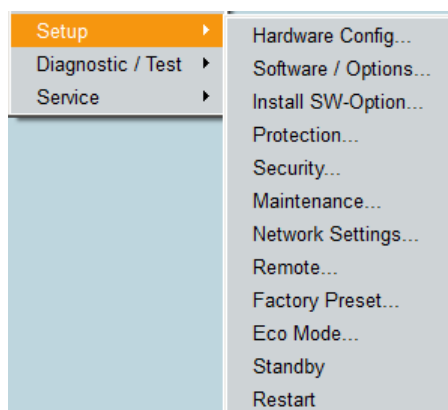 Setup
Diagnostic / Test
Service
Hardware Config...
Software / Options...
Install SW-Option...
Protection...
Security...
Maintenance...
Network Settings...
Remote...
Factory Preset...
Eco Mode...
Standby
Restart